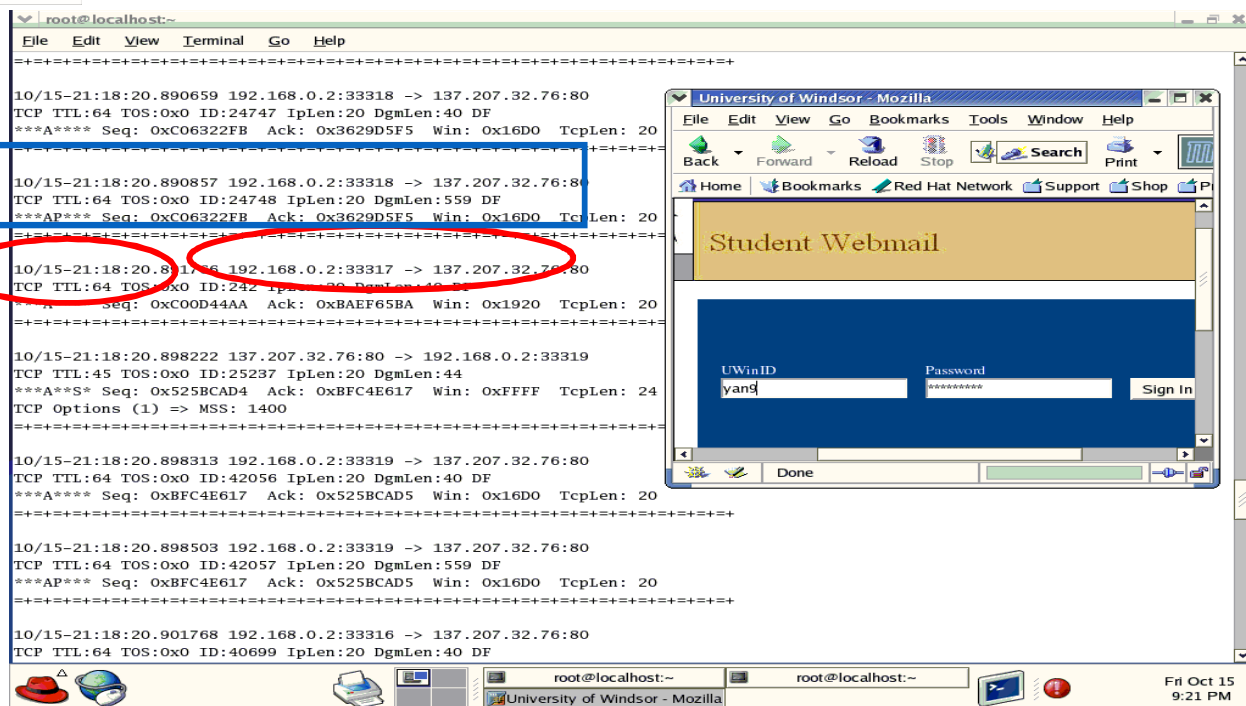 root@localhost:~
File Edit View Terminal Go Help
=+=+=+=+=+=+=+=+=+=+=+=+=+=+=+=+=+=+=+=+=+=+=+=+=+=+=+=+=+=+=+=+=+=+=+=+=+
10/15-21:18:20.890659 192.168.0.2:33318 -> 137.207.32.76:80
TCP TTL:64 TOS:0x0 ID:24747 IpLen:20 DgmLen:40 DF
***A**** Seq: 0xC06322FB Ack: 0x3629D5F5 Win: 0x16D0 TcpLen: 20
=+=+=+=+=+=+=+=+=+=+=+=+=+=+=+=+=+=+=+=+=+=+=+=+=+=+=+=+=+=+=+=+=+=
10/15-21:18:20.890857 192.168.0.2:33318 -> 137.207.32.76:80
TCP TTL:64 TOS:0x0 ID:24748 IpLen:20 DgmLen:559 DF
***AP*** Seq: 0xC06322FB Ack: 0x3629D5F5 Win: 0x16D0 TcpLen: 20
=+=+=+=+=+=+=+=+=+=+=+=+=+=+=+=+=+=+=+=+=+=+=+=+=+=+=+=+=+=+=+=+=+=
10/15-21:18:20.891766 192.168.0.2:33317 -> 137.207.32.76:80
TCP TTL:64 TOS:0x0 ID:242 IpLen:20 DgmLen:40 DF
Seq: 0xC00D44AA Ack: 0xBAEF65BA Win: 0x1920 TcpLen: 20
=+=+=+=+=+=+=+=+=+=+=+=+=+=+=+=+=+=+=+=+=+=+=+=+=+=+=+=+=+=+=+=+=+=
10/15-21:18:20.898222 137.207.32.76:80 -> 192.168.0.2:33319
TCP TTL:45 TOS:0x0 ID:25237 IpLen:20 DgmLen:44
***A**S* Seq: 0x525BCAD4 Ack: 0xBFC4E617 Win: 0xFFFF TcpLen: 24
TCP Options (1) => MSS: 1400
=+=+=+=+=+=+=+=+=+=+=+=+=+=+=+=+=+=+=+=+=+=+=+=+=+=+=+=+=+=+=+=+=+=
10/15-21:18:20.898313 192.168.0.2:33319 -> 137.207.32.76:80
TCP TTL:64 TOS:0x0 ID:42056 IpLen:20 DgmLen:40 DF
***A**** Seq: 0xBFC4E617 Ack: 0x525BCAD5 Win: 0x16D0 TcpLen: 20
=+=+=+=+=+=+=+=+=+=+=+=+=+=+=+=+=+=+=+=+=+=+=+=+=+=+=+=+=+=+=+=+=+=+=+=+=+
10/15-21:18:20.898503 192.168.0.2:33319 -> 137.207.32.76:80
TCP TTL:64 TOS:0x0 ID:42057 IpLen:20 DgmLen:559 DF
***AP*** Seq: 0xBFC4E617 Ack: 0x525BCAD5 Win: 0x16D0 TcpLen: 20
=+=+=+=+=+=+=+=+=+=+=+=+=+=+=+=+=+=+=+=+=+=+=+=+=+=+=+=+=+=+=+=+=+=+=+=+=+
10/15-21:18:20.901768 192.168.0.2:33316 -> 137.207.32.76:80
TCP TTL:64 TOS:0x0 ID:40699 IpLen:20 DgmLen:40 DF
University of Windsor - Mozilla
File Edit View Go Bookmarks Tools Window Help
Back Forward Reload Stop Search Print
Home Bookmarks Red Hat Network Support Shop
Student Webmail
UWinID Password
yan9 ********* Sign In
Done
root@localhost:~ root@localhost:~
University of Windsor - Mozilla
Fri Oct 15
9:21 PM